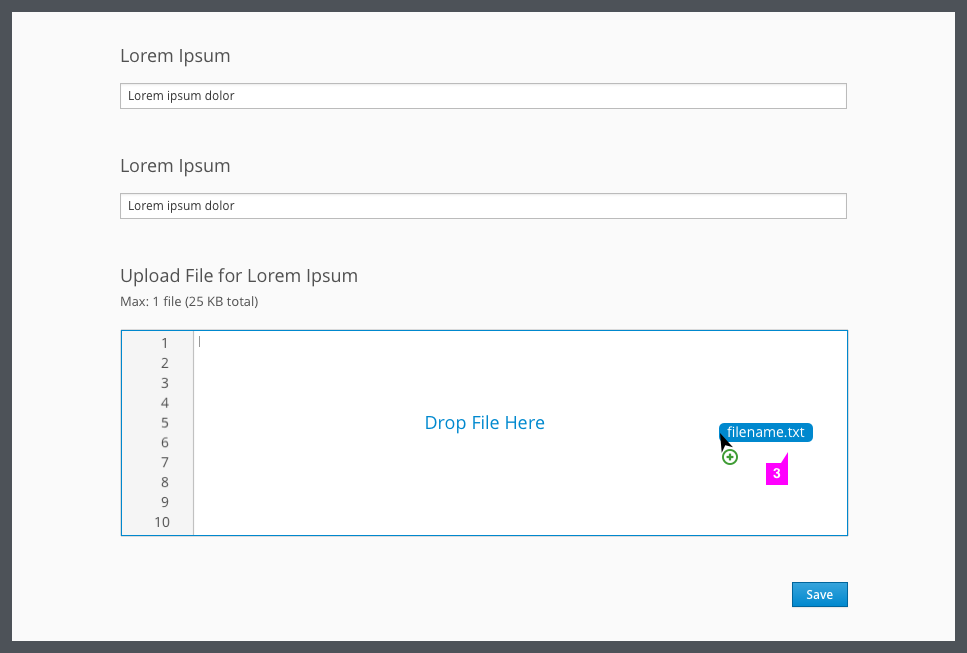 Lorem Ipsum
Lorem ipsum dolor
Lorem Ipsum
Lorem ipsum dolor
Upload File for Lorem Ipsum
Max: 1 file (25 KB total)
1
2
3
4
5
Drop File Here
filename.txt
6
7
3
8
9
10
Save